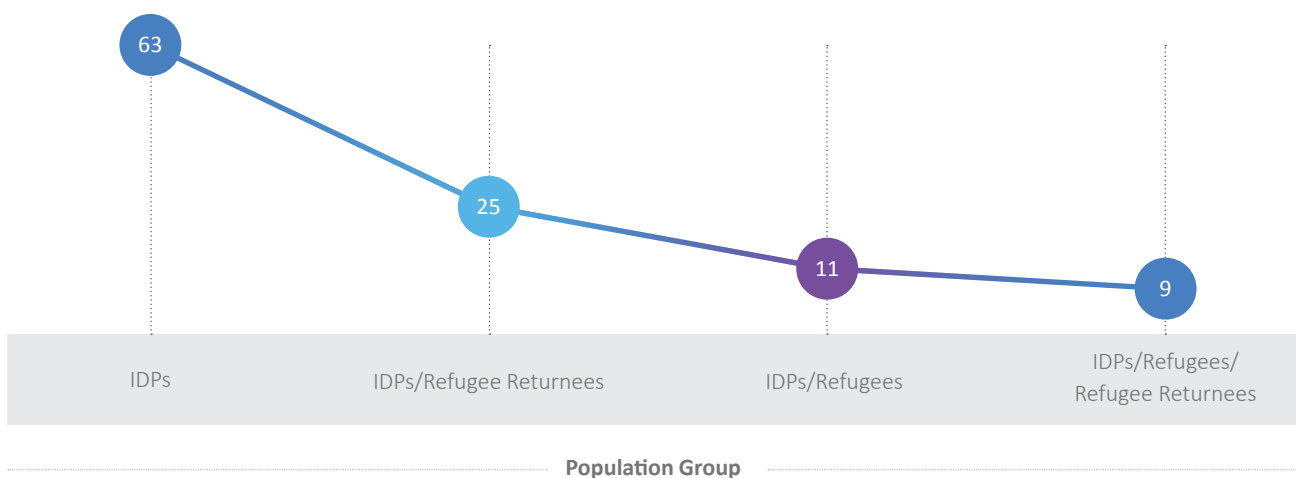 63
25
11
9
IDPs
IDPs/Refugee Returnees
IDPs/Refugees
IDPs/Refugees/
Refugee Returnees
Population Group